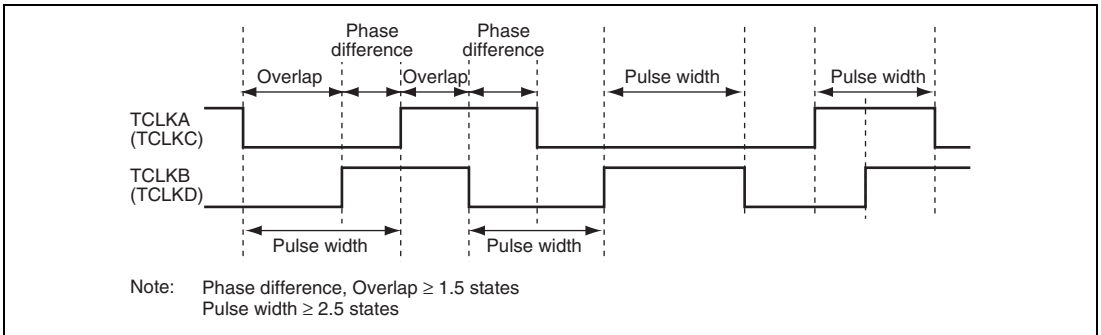 Phase difference
Phase difference
Overlap
Overlap
Pulse width
Pulse width
TCLKA
(TCLKC)
TCLKB
(TCLKD)
Pulse width
Pulse width
Note: Phase difference, Overlap ≥ 1.5 states
Pulse width ≥ 2.5 states